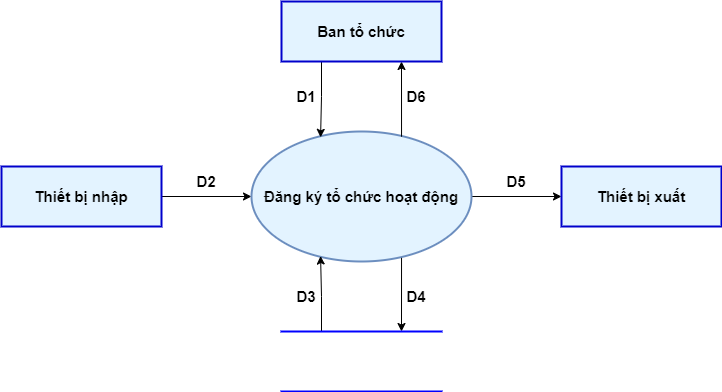 Ban tổ chức
D1
D6
Thiết bị nhập
D2
Đăng ký tổ chức hoạt động
D5
Thiết bị xuất
D3
D4